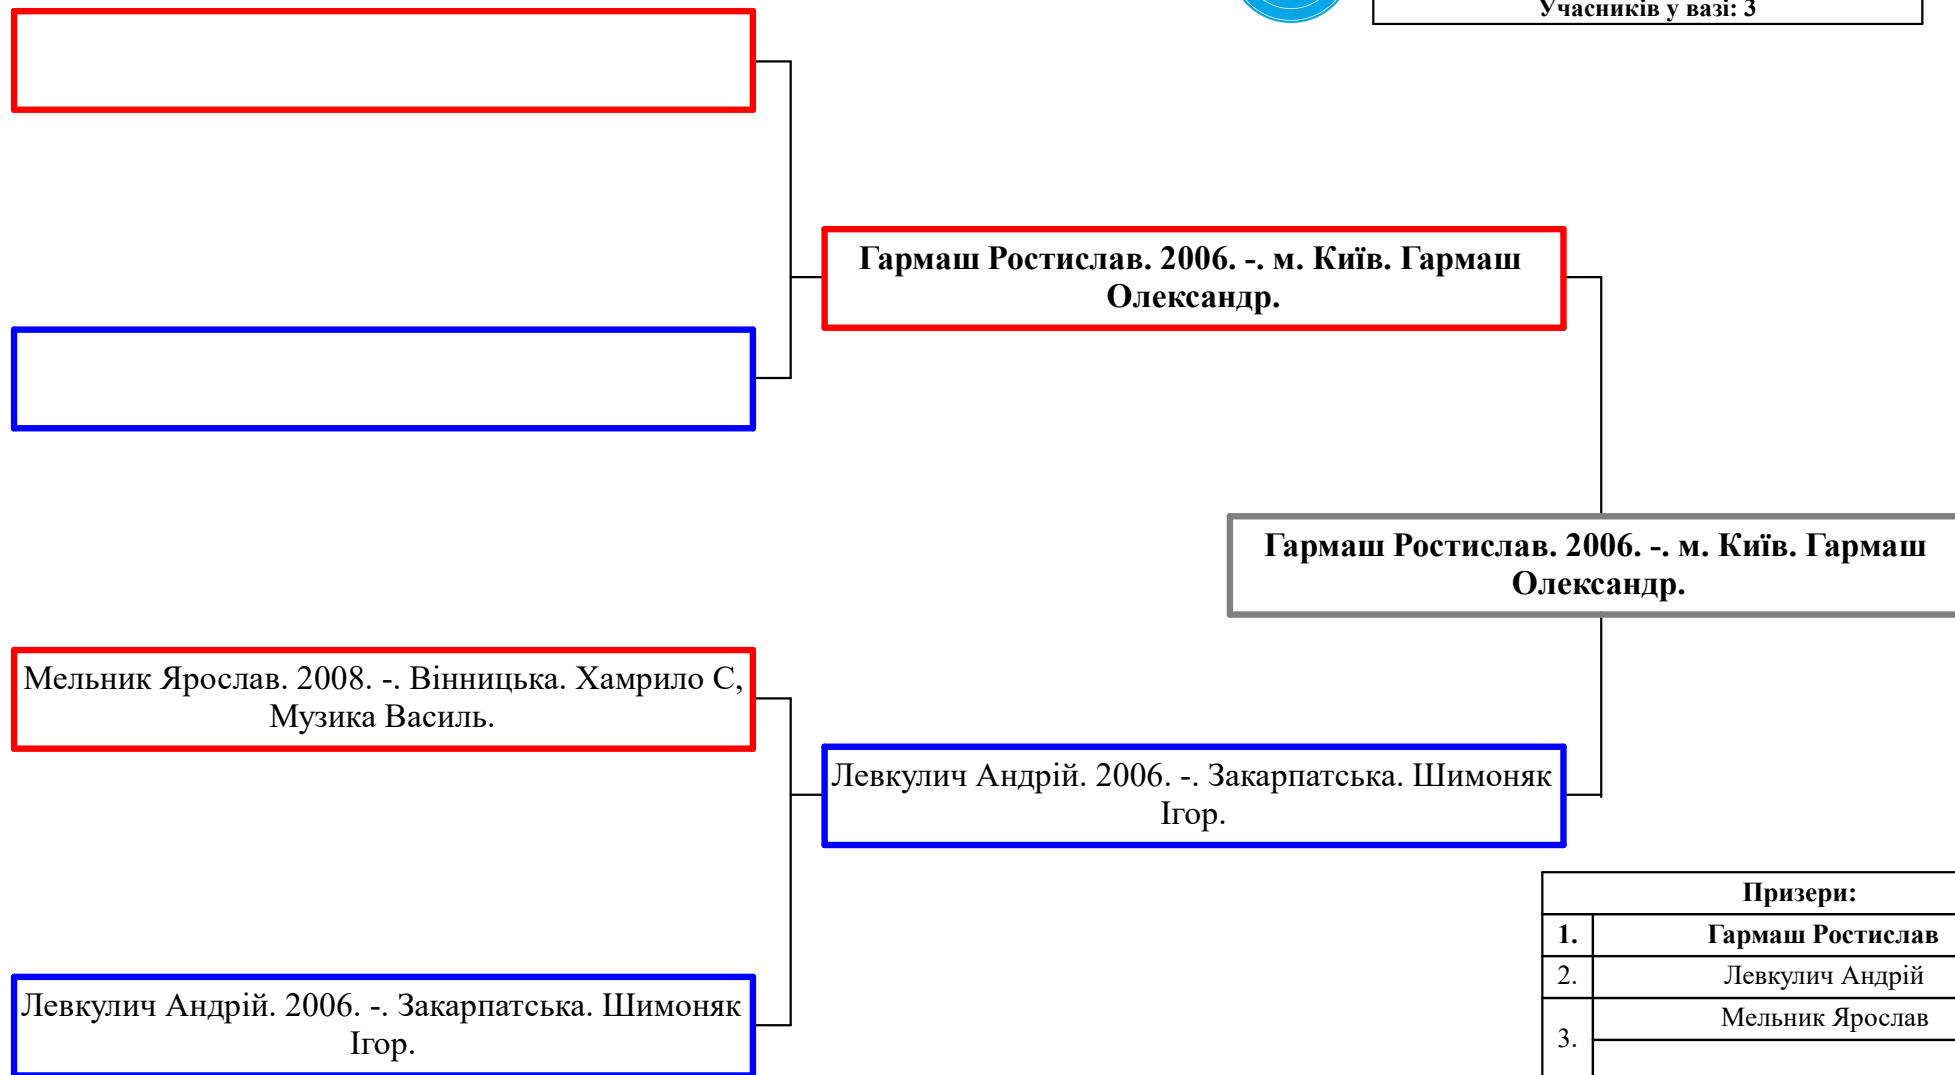 Учасників у вазі: 3
Гармаш Ростислав. 2006. -. м. Київ. Гармаш
Олександр.
Гармаш Ростислав. 2006. -. м. Київ. Гармаш
Олександр.
Мельник Ярослав. 2008. -. Вінницька. Хамрило С,
Музика Василь.
Левкулич Андрій. 2006. -. Закарпатська. Шимоняк
Ігор.
Левкулич Андрій. 2006. -. Закарпатська. Шимоняк
Ігор.
Призери:
1. Гармаш Ростислав
2. Левкулич Андрій
3. Мельник Ярослав